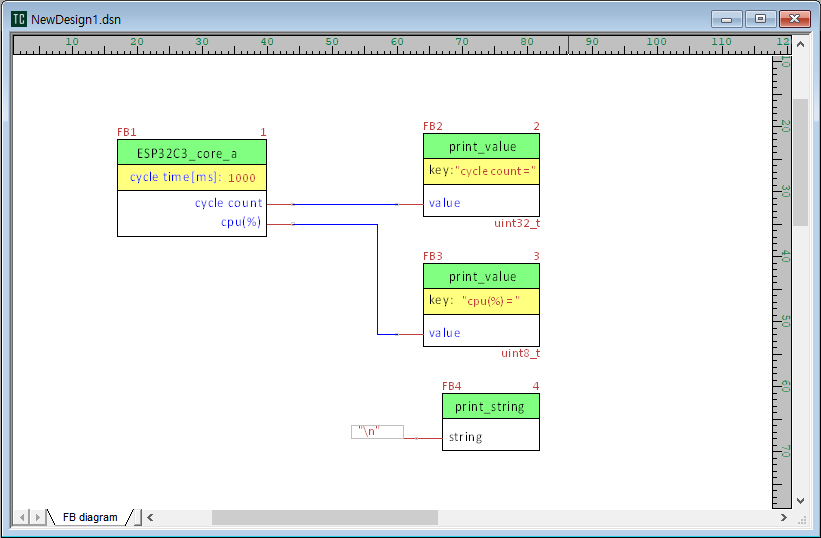 TC NewDesign1.dsn
10 20 30 40 50 60 70 80 90 100 110 120
10
20
30
40
50
60
70
FB1 1
ESP32C3_core_a
cycle time[ms]: 1000
cycle count
cpu(%)
FB2 2
print_value
key:"cycle count="
value
uint32_t
FB3 3
print_value
key: "cpu(%)="
value
uint8_t
FB4 4
print_string
"\n"
string
FB diagram